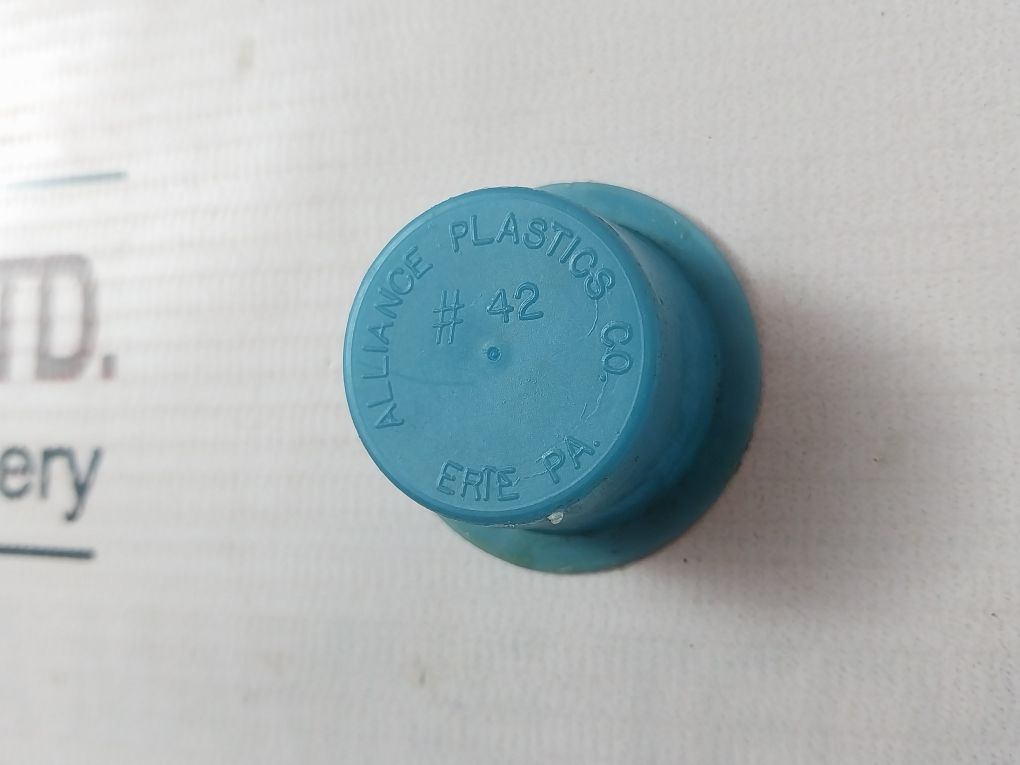 ALLIANCE PLASTICS CO.
# 42
ERIE PA.
TD.
ery